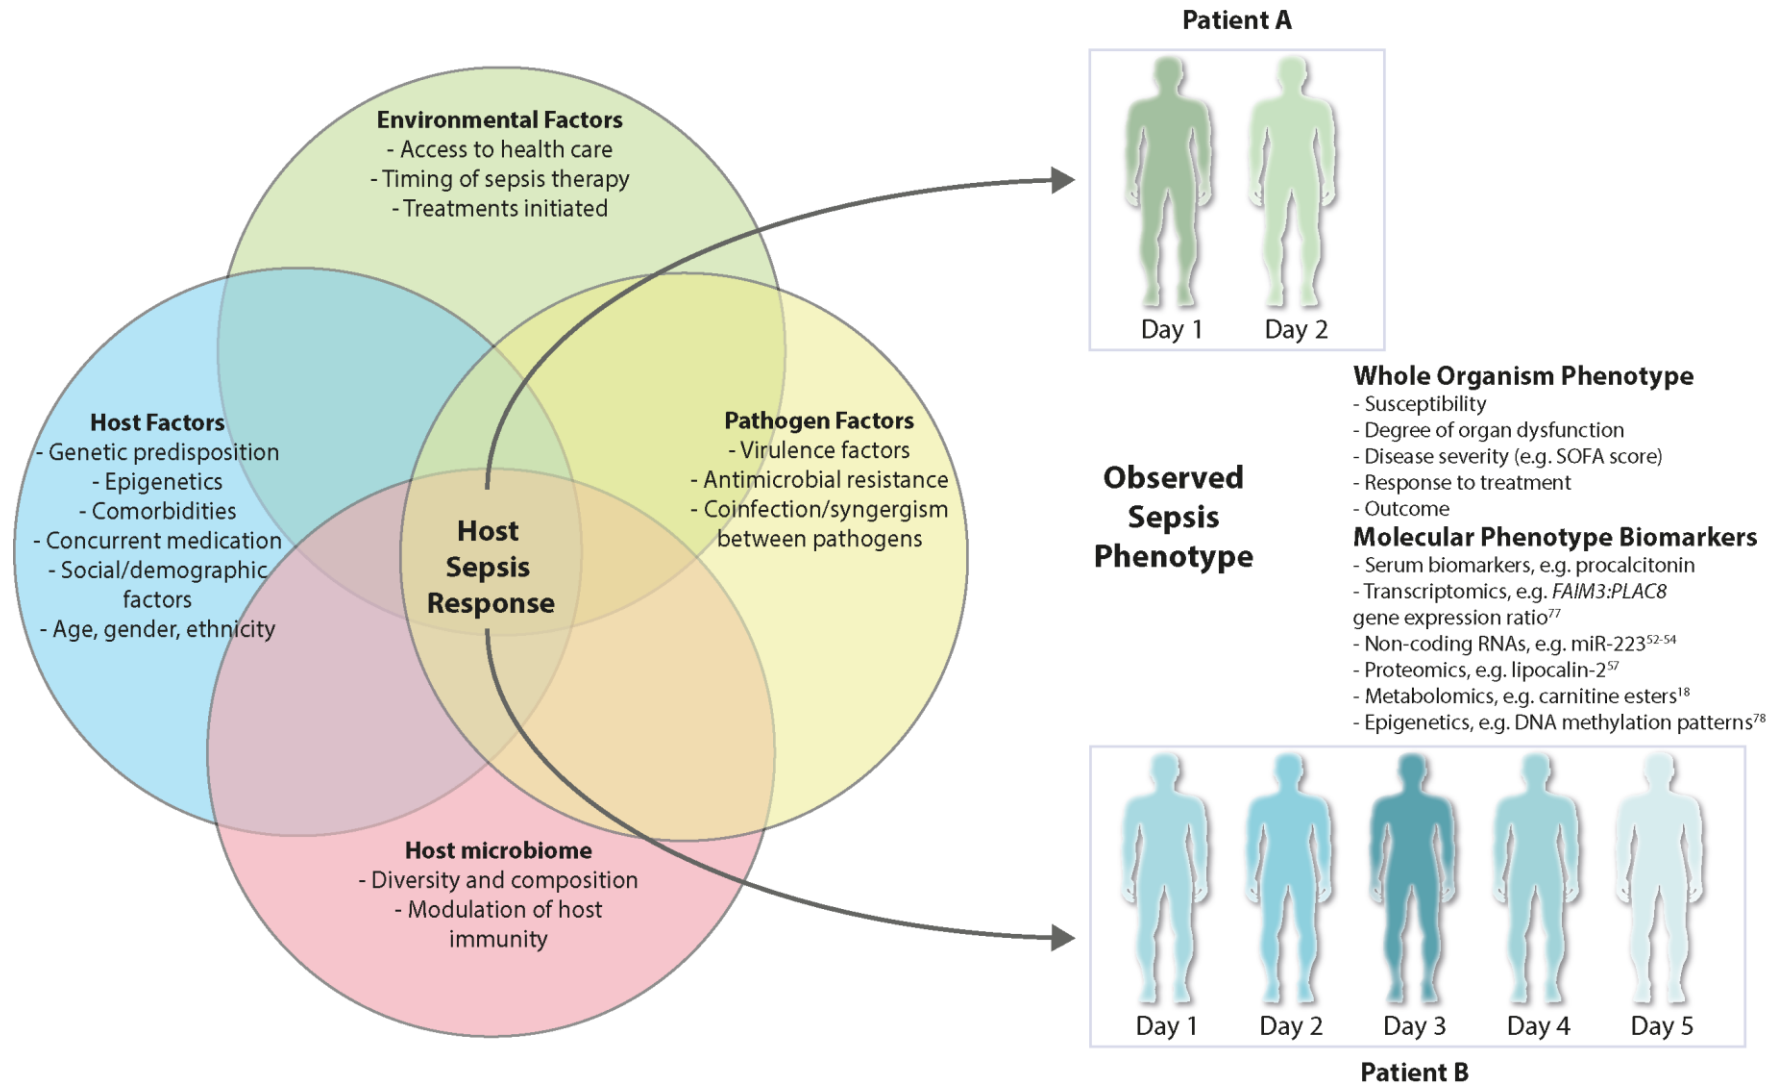 Patient A
Environmental Factors
- Access to health care
- Timing of sepsis therapy
- Treatments initiated
Day 1
Day 2
Host Factors
- Genetic predisposition
- Epigenetics
- Comorbidities
- Concurrent medication
- Social/demographic
factors
- Age, gender, ethnicity
Pathogen Factors
- Virulence factors
- Antimicrobial resistance
- Coinfection/syngergism
between pathogens
Host
Sepsis
Response
Host microbiome
- Diversity and composition
- Modulation of host
immunity
Observed
Sepsis
Phenotype
Whole Organism Phenotype
- Susceptibility
- Degree of organ dysfunction
- Disease severity (e.g. SOFA score)
- Response to treatment
- Outcome
Molecular Phenotype Biomarkers
- Serum biomarkers, e.g. procalcitonin
- Transcriptomics, e.g. FAIM3:PLAC8
gene expression ratio⁷⁷
- Non-coding RNAs, e.g. miR-223⁵²⁻⁵⁴
- Proteomics, e.g. lipocalin-2⁵⁷
- Metabolomics, e.g. carnitine esters¹⁸
- Epigenetics, e.g. DNA methylation patterns⁷⁸
Day 1
Day 2
Day 3
Day 4
Day 5
Patient B